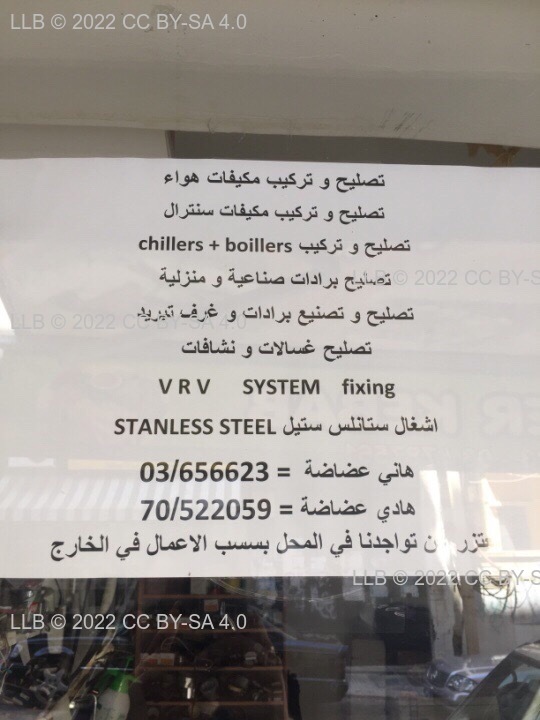 LLB © 2022 CC BY-SA 4.0
تصليح و تركيب مكيفات هواء
تصليح و تركيب مكيفات سنترال
تصليح و تركيب chillers + boillers
تصليح برادات صناعية و منزلية
LLB © 2022 CC BY-SA 4.0
تصليح و تصنيع برادات و غرف تبريد
LLB © 2022 CC BY-SA 4.0
تصليح غسالات و نشافات
V R V SYSTEM fixing
اشغال ستانلس ستيل STANLESS STEEL
هاني عضاضة = 03/656623
هادي عضاضة = 70/522059
تواجدنا في المحل بسسب الاعمال في الخارج
LLB © 2022 CC BY-SA 4.0
LLB © 2022 CC BY-SA 4.0